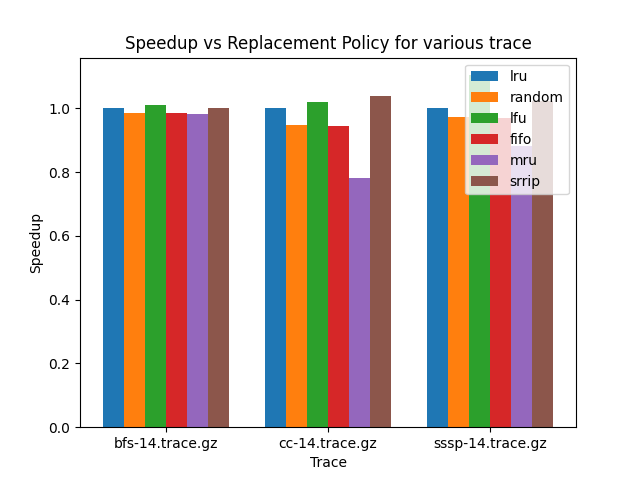 Speedup vs Replacement Policy for various trace
lru
random
lfu
fifo
mru
srrip
Speedup
1.0
0.8
0.6
0.4
0.2
0.0
bfs-14.trace.gz
cc-14.trace.gz
sssp-14.trace.gz
Trace